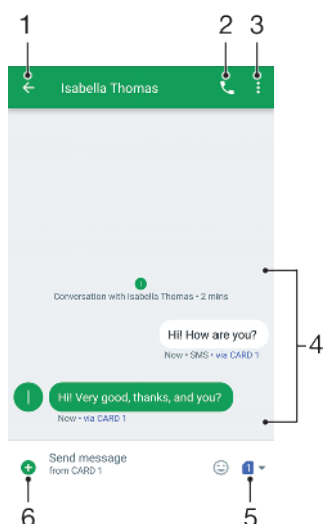 1 2 3
Isabella Thomas
i
Conversation with Isabella Thomas • 2 mins
Hi! How are you?
Now • SMS • via CARD 1
4
I
Hi! Very good, thanks, and you?
Now • via CARD 1
Send message
from CARD 1
1
6 5